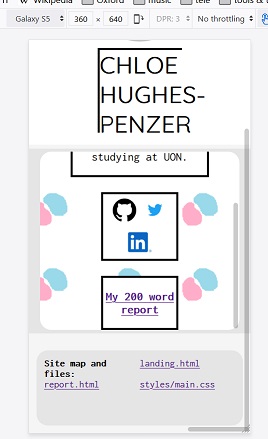 Wikipedia Oxford music tele tools &
Galaxy S5 360 × 640 DPR: 3 No throttling
CHLOE
HUGHES-
PENZER
studying at UON.
in
My 200 word
report
Site map and
files:
landing.html
report.html
styles/main.css